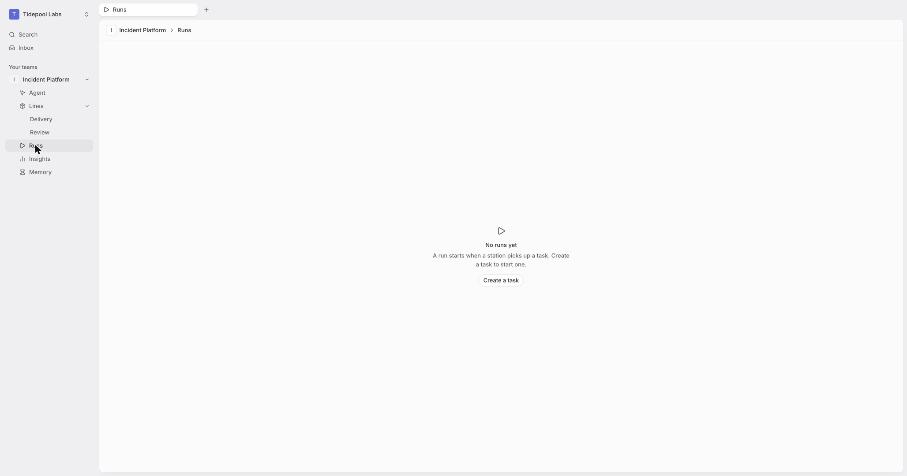 T Tidepool Labs
Search
Inbox
Your teams
I Incident Platform
Agent
Lines
Delivery
Review
Runs
Insights
Memory
Runs
I Incident Platform > Runs
No runs yet
A run starts when a station picks up a task. Create
a task to start one.
Create a task